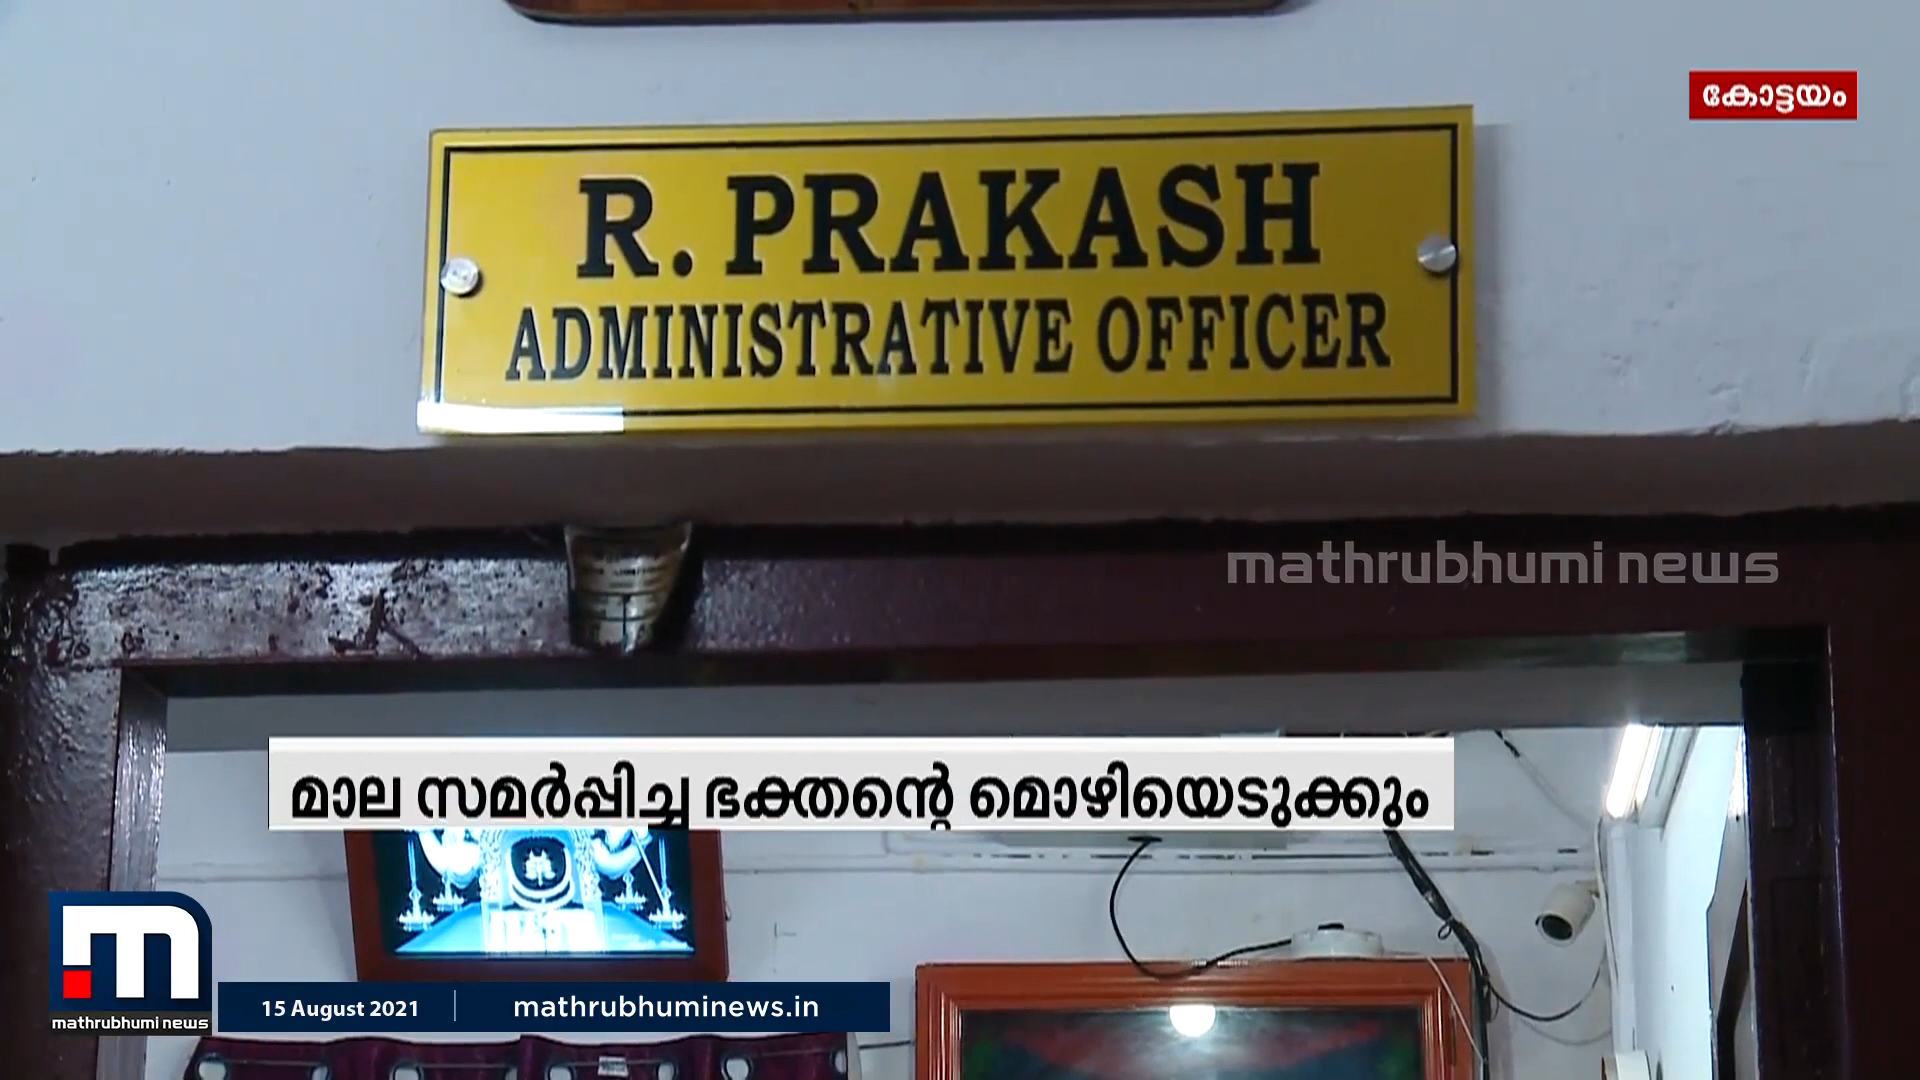 കോട്ടയം
R. PRAKASH
ADMINISTRATIVE OFFICER
mathrubhumi news
മാല സമർപ്പിച്ച ഭക്തന്റെ മൊഴിയെടുക്കും
mathrubhumi news
15 August 2021
mathrubhuminews.in